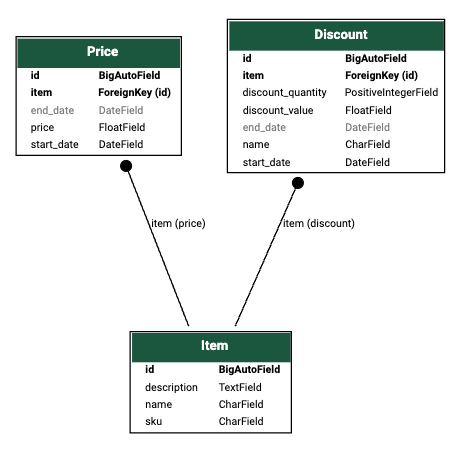 Price
id BigAutoField
item ForeignKey (id)
end_date DateField
price FloatField
start_date DateField
Discount
id BigAutoField
item ForeignKey (id)
discount_quantity PositiveIntegerField
discount_value FloatField
end_date DateField
name CharField
start_date DateField
item (price)
item (discount)
Item
id BigAutoField
description TextField
name CharField
sku CharField